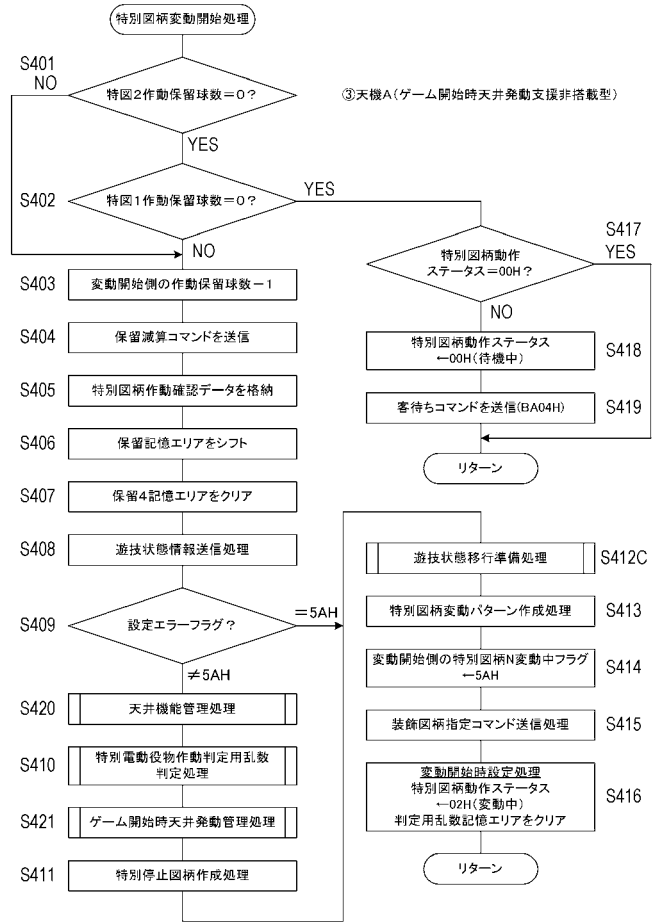 特別図柄変動開始処理
③天機A(ゲーム開始時天井発動支援非搭載型)
S401
特図2作動保留球数=0?
NO
YES
S402
特図1作動保留球数=0?
YES
NO
S403
変動開始側の作動保留球数-1
S404
保留減算コマンドを送信
S405
特別図柄作動確認データを格納
S406
保留記憶エリアをシフト
S407
保留4記憶エリアをクリア
S408
遊技状態情報送信処理
S409
設定エラーフラグ?
=5AH
≠5AH
S420
天井機能管理処理
S410
特別電動役物作動判定用乱数
判定処理
S421
ゲーム開始時天井発動管理処理
S411
特別停止図柄作成処理
S417
特別図柄動作
ステータス=00H?
YES
NO
特別図柄動作ステータス
←00H(待機中)
S418
客待ちコマンドを送信(BA04H)
S419
リターン
遊技状態移行準備処理
S412C
特別図柄変動パターン作成処理
S413
変動開始側の特別図柄N変動中フラグ
←5AH
S414
装飾図柄指定コマンド送信処理
S415
変動開始時設定処理
特別図柄動作ステータス
←02H(変動中)
判定用乱数記憶エリアをクリア
S416
リターン